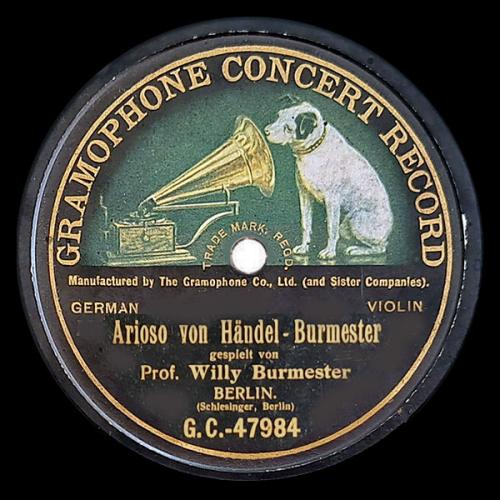 GRAMOPHONE CONCERT RECORD
TRADE MARK, REGD.
Manufactured by The Gramophone Co., Ltd. (and Sister Companies).
GERMAN VIOLIN
Arioso von Händel-Burmester
gespielt von
Prof. Willy Burmester
BERLIN.
(Schlesinger, Berlin)
G.C.-47984